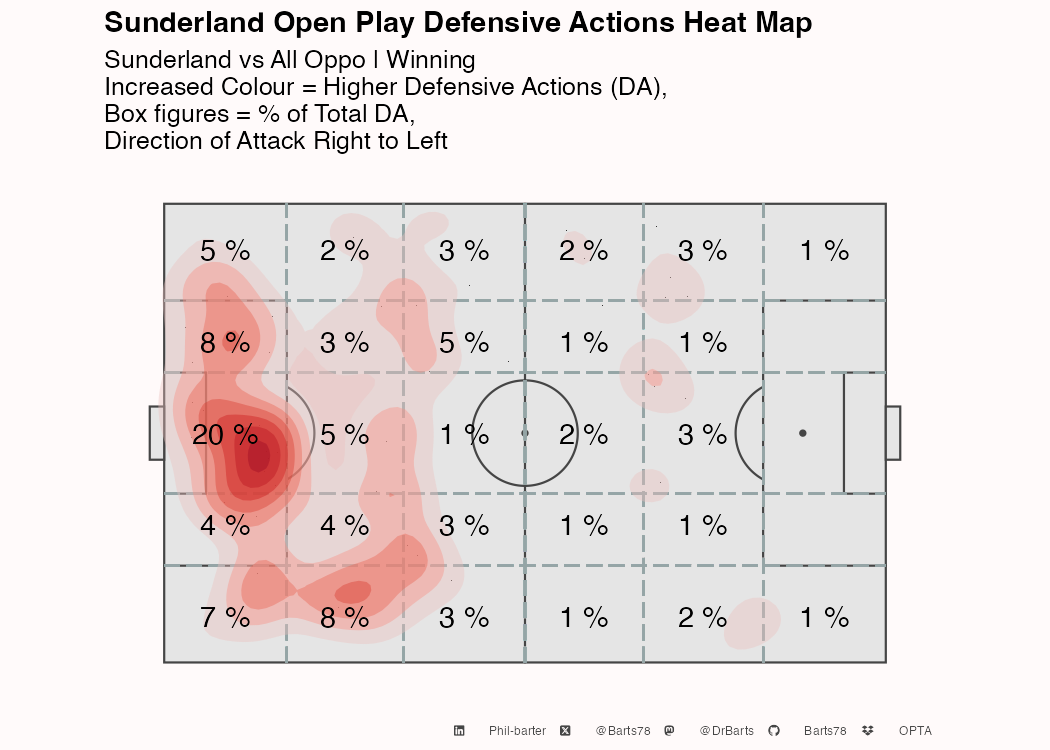 Sunderland Open Play Defensive Actions Heat Map
Sunderland vs All Oppo | Winning
Increased Colour = Higher Defensive Actions (DA),
Box figures = % of Total DA,
Direction of Attack Right to Left
5 % 2 % 3 % 2 % 3 % 1 %
8 % 3 % 5 % 1 % 1 %
20 % 5 % 1 % 2 % 3 %
4 % 4 % 3 % 1 % 1 %
7 % 8 % 3 % 1 % 2 % 1 %
Phil-barter @Barts78 @DrBarts Barts78 OPTA